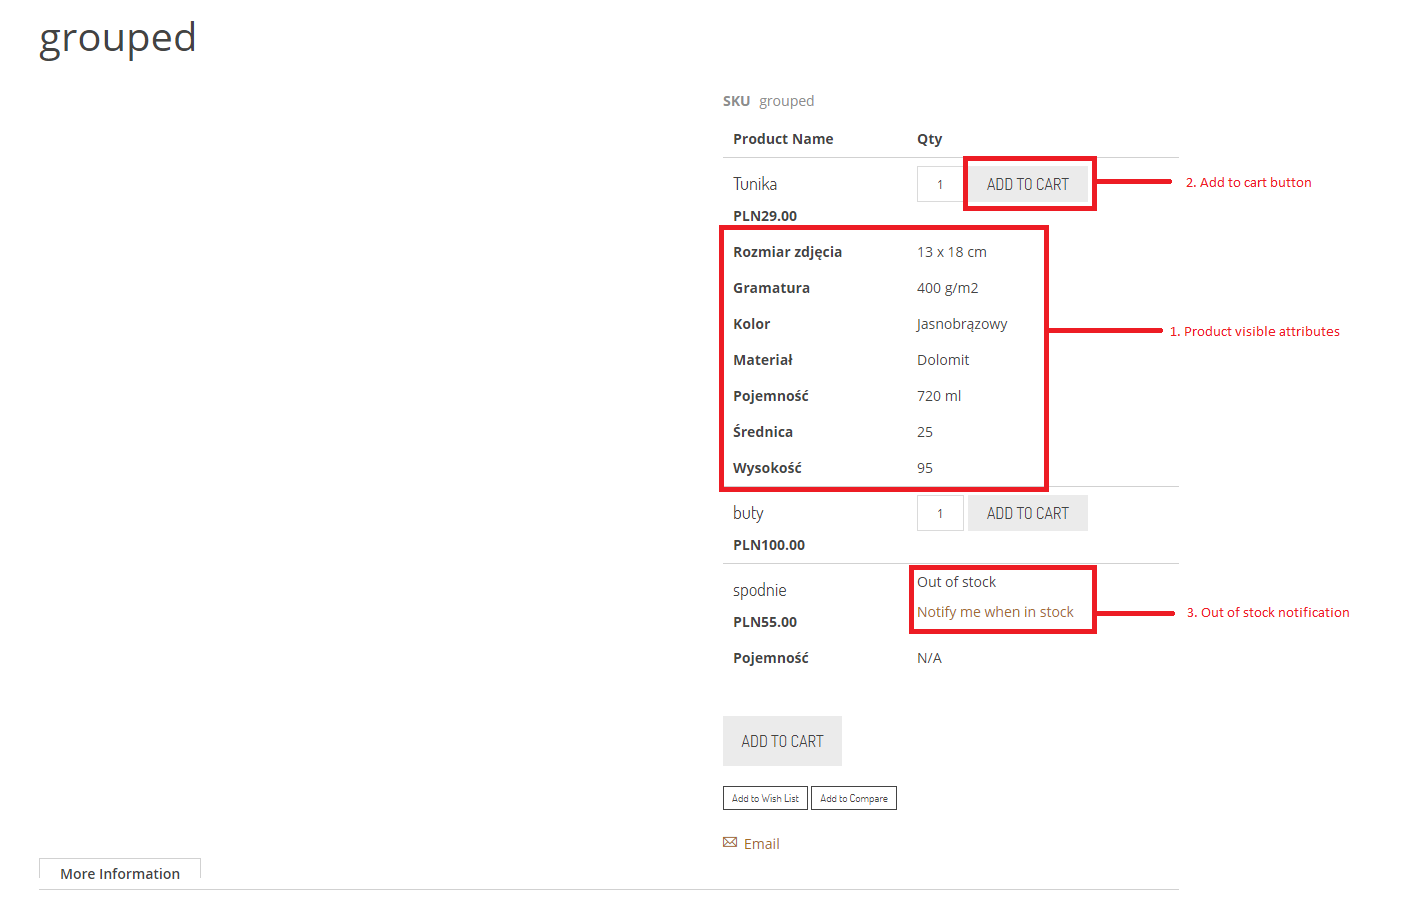 grouped
SKU grouped
Product Name Qty
Tunika 1 ADD TO CART 2. Add to cart button
PLN29.00
Rozmiar zdjęcia 13 x 18 cm
Gramatura 400 g/m2
Kolor Jasnobrązowy 1. Product visible attributes
Materiał Dolomit
Pojemność 720 ml
Średnica 25
Wysokość 95
buty 1 ADD TO CART
PLN100.00
Out of stock
spodnie
Notify me when in stock 3. Out of stock notification
PLN55.00
Pojemność N/A
ADD TO CART
Add to Wish List Add to Compare
Email
More Information